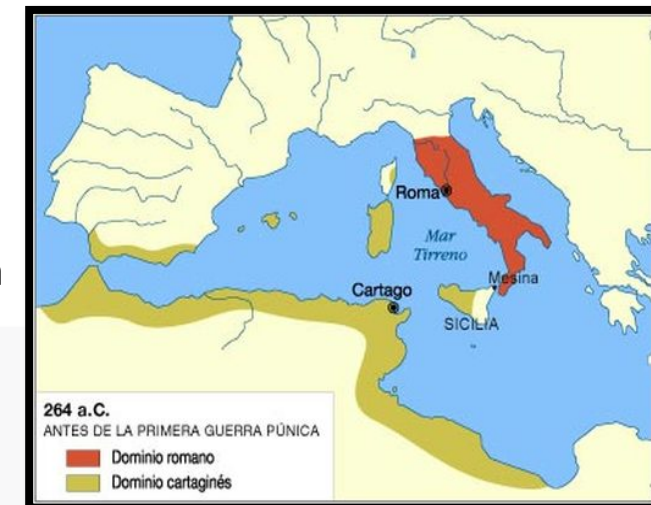 Roma
Mar
Tirreno
Mesina
Cartago
SICILIA
264 a.C.
ANTES DE LA PRIMERA GUERRA PÚNICA
Dominio romano
Dominio cartaginés